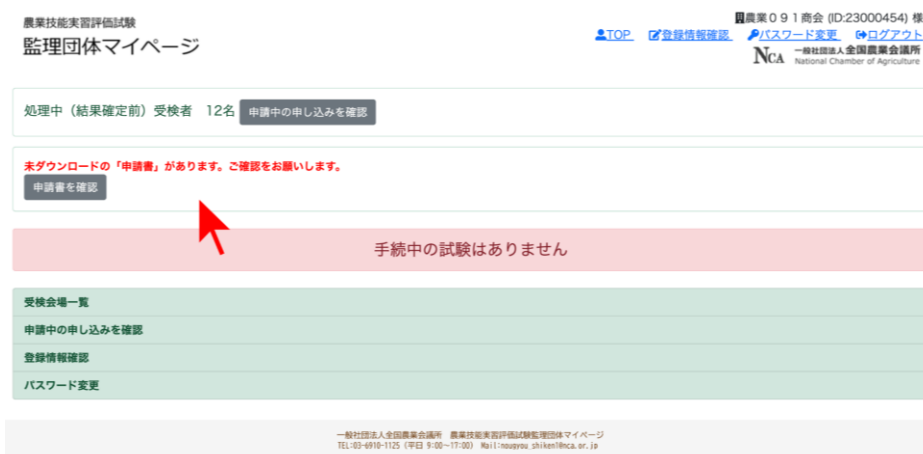 農業技能実習評価試験
監理団体マイページ
農業０９１商会 (ID:23000454) 様
TOP 登録情報確認 パスワード変更 ログアウト
NCA 一般社団法人 全国農業会議所
National Chamber of Agriculture
処理中（結果確定前）受検者 12名 申請中の申し込みを確認
未ダウンロードの「申請書」があります。ご確認をお願いします。
申請書を確認
手続中の試験はありません
受検会場一覧
申請中の申し込みを確認
登録情報確認
パスワード変更
一般社団法人全国農業会議所 農業技能実習評価試験監理団体マイページ
TEL:03-6910-1125 (平日 9:00~17:00) Mail:nougyou_shiken1@nca.or.jp